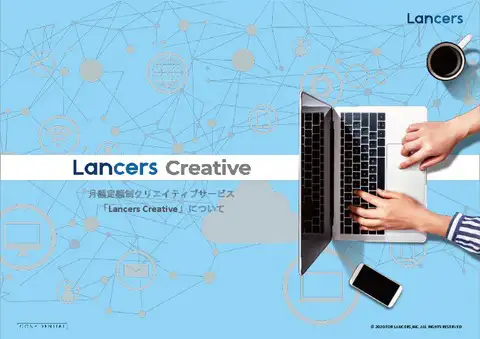 Lancers
Lancers Creative
月額定額制クリエイティブサービス
「Lancers Creative」について
CONFIDENTIAL
© 2020 FOR LANCERS,INC. ALL RIGHTS RESERVED